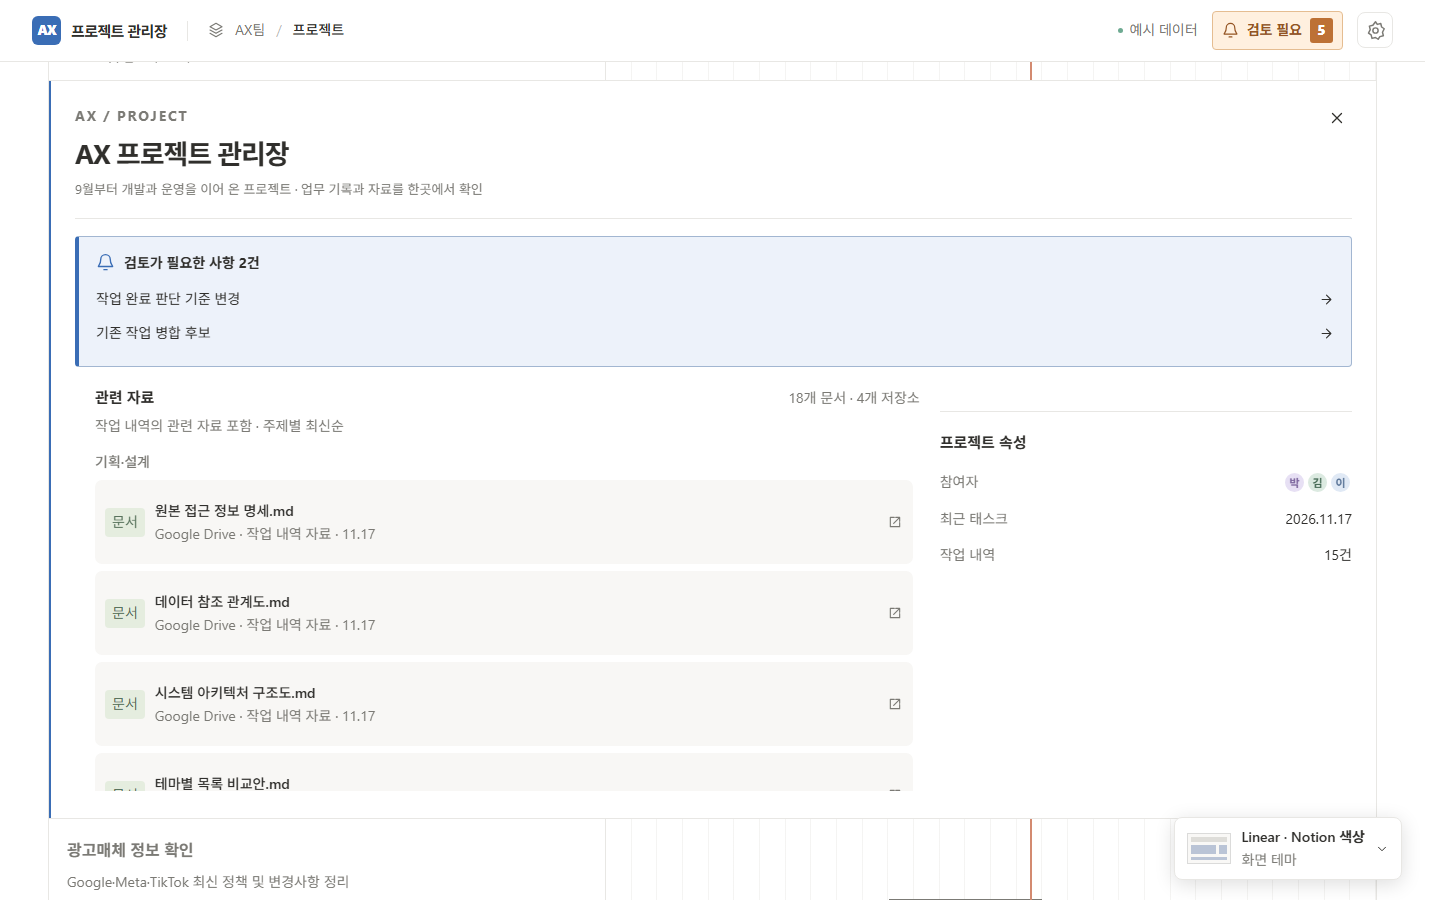 AX 프로젝트 관리장
AX팀 / 프로젝트
예시 데이터
검토 필요 5
AX / PROJECT
AX 프로젝트 관리장
9월부터 개발과 운영을 이어 온 프로젝트 · 업무 기록과 자료를 한곳에서 확인
검토가 필요한 사항 2건
작업 완료 판단 기준 변경
기존 작업 병합 후보
관련 자료
18개 문서 · 4개 저장소
작업 내역의 관련 자료 포함 · 주제별 최신순
기획·설계
문서
원본 접근 정보 명세.md
Google Drive · 작업 내역 자료 · 11.17
문서
데이터 참조 관계도.md
Google Drive · 작업 내역 자료 · 11.17
문서
시스템 아키텍처 구조도.md
Google Drive · 작업 내역 자료 · 11.17
테마별 목록 비교안.md
프로젝트 속성
참여자 박 김 이
최근 태스크 2026.11.17
작업 내역 15건
광고매체 정보 확인
Google·Meta·TikTok 최신 정책 및 변경사항 정리
Linear · Notion 색상
화면 테마